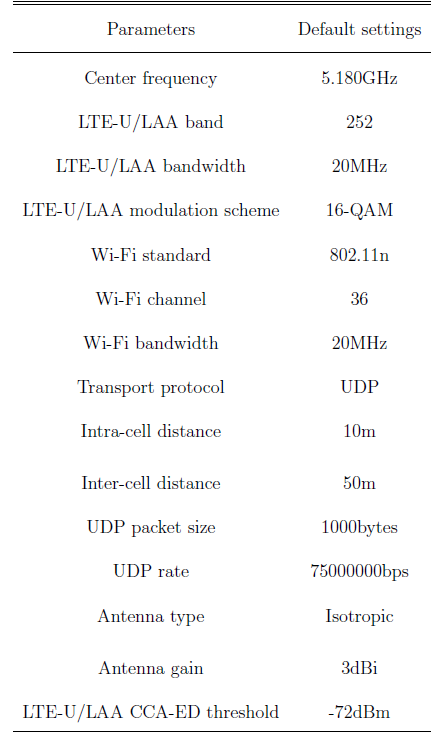 Parameters Default settings
Center frequency 5.180GHz
LTE-U/LAA band 252
LTE-U/LAA bandwidth 20MHz
LTE-U/LAA modulation scheme 16-QAM
Wi-Fi standard 802.11n
Wi-Fi channel 36
Wi-Fi bandwidth 20MHz
Transport protocol UDP
Intra-cell distance 10m
Inter-cell distance 50m
UDP packet size 1000bytes
UDP rate 75000000bps
Antenna type Isotropic
Antenna gain 3dBi
LTE-U/LAA CCA-ED threshold -72dBm